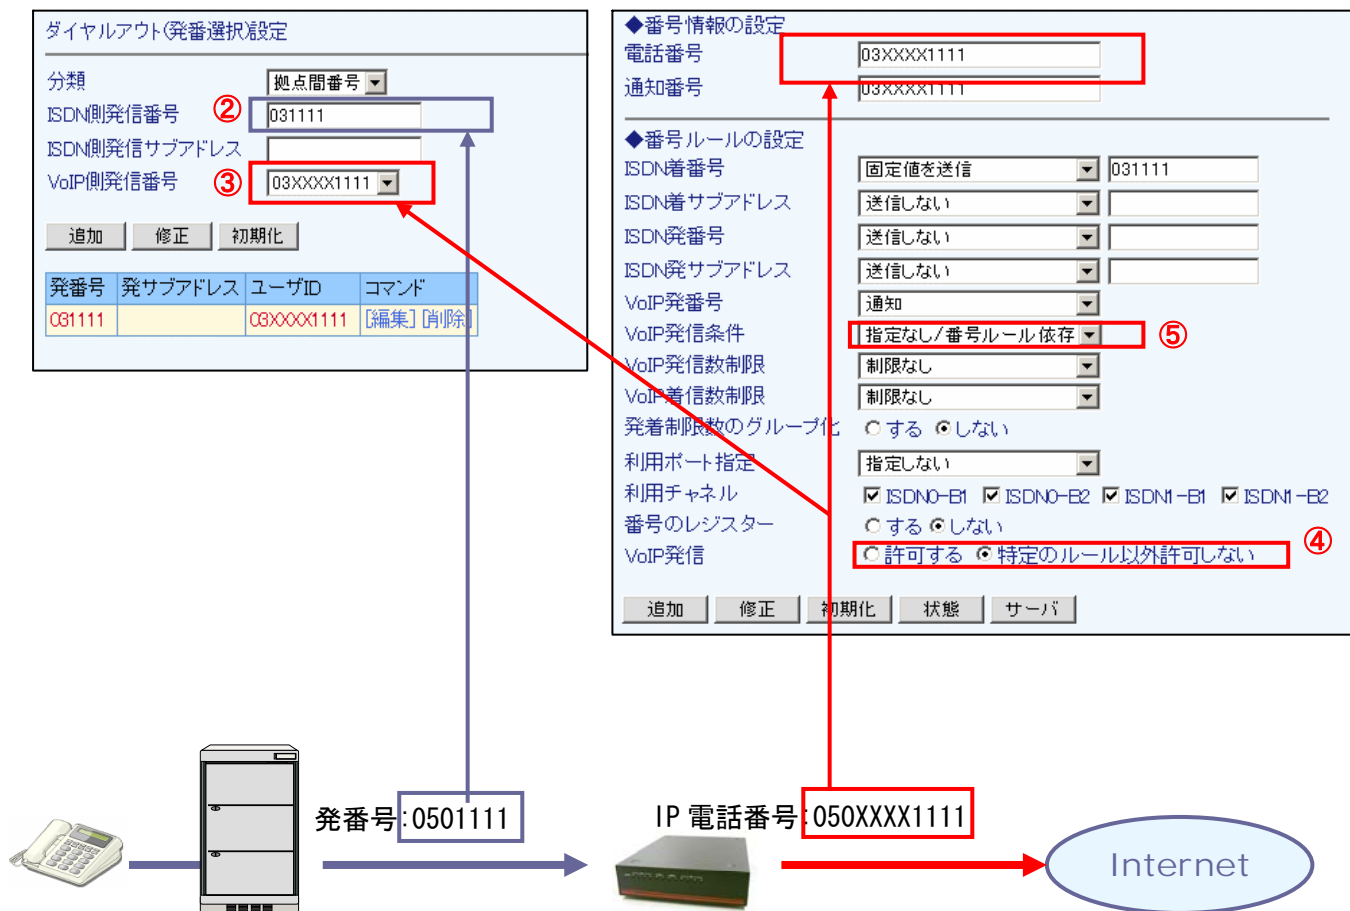 ダイヤルアウト(発番選択)設定
分類 拠点間番号
ISDN側発信番号 ② 031111
ISDN側発信サブアドレス
VoIP側発信番号 ③ 03XXXX1111
追加 修正 初期化
発番号 発サブアドレス ユーザID コマンド
031111 03XXXX1111 [編集] [削除]
◆番号情報の設定
電話番号 03XXXX1111
通知番号 03XXXX1111
◆番号ルールの設定
ISDN着番号 固定値を送信 031111
ISDN着サブアドレス 送信しない
ISDN発番号 送信しない
ISDN発サブアドレス 送信しない
VoIP発番号 通知
VoIP発信条件 指定なし/番号ルール依存 ⑤
VoIP発信数制限 制限なし
VoIP着信数制限 制限なし
発着制限数のグループ化 する しない
利用ポート指定 指定しない
利用チャネル ISDN0-B1 ISDN0-B2 ISDN1-B1 ISDN1-B2
番号のレジスター する しない
VoIP発信 許可する 特定のルール以外許可しない ④
追加 修正 初期化 状態 サーバ
発番号:0501111
IP電話番号:050XXXX1111
Internet